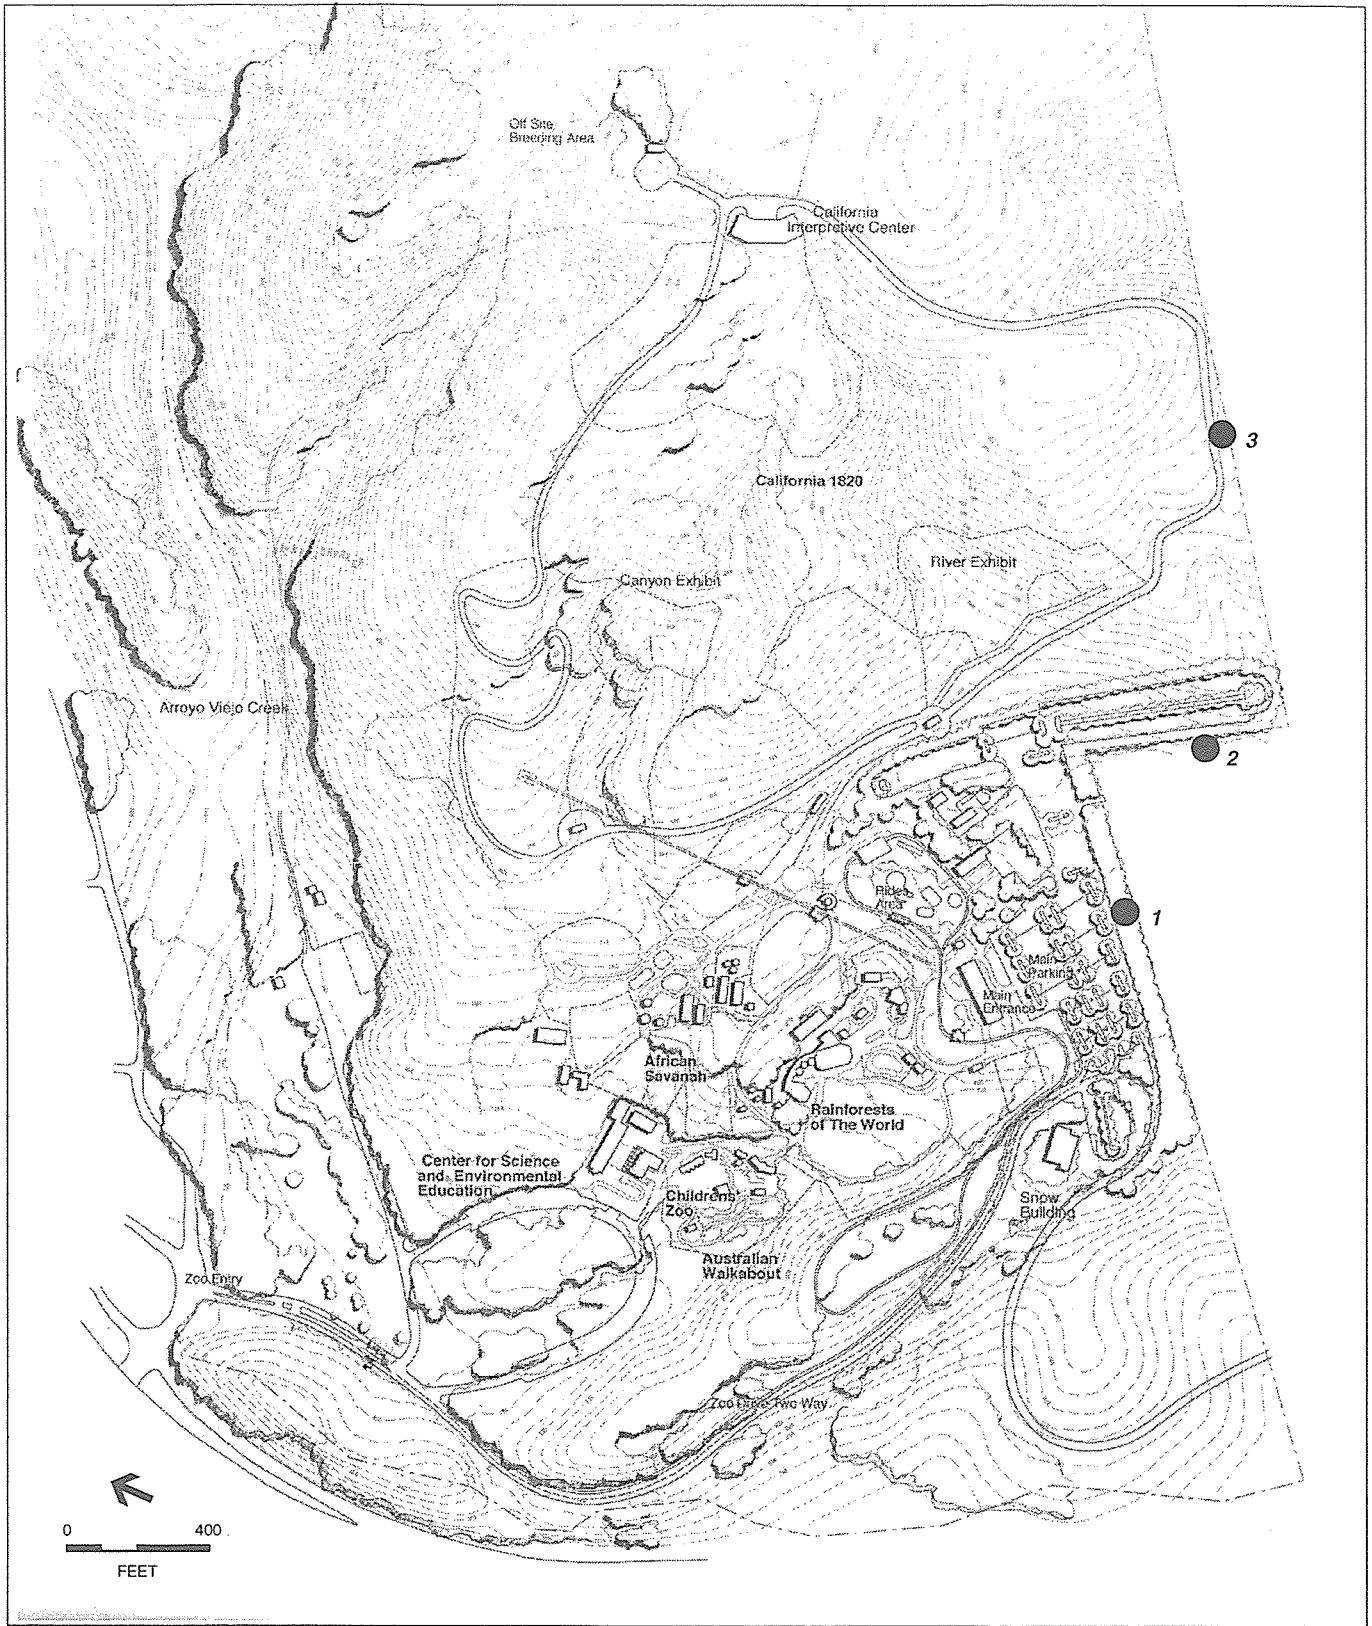 Off Site
Breeding Area
California
Interpretive Center
3
California 1820
River Exhibit
Canyon Exhibit
Arroyo Viejo Creek
2
Rides
Area
1
Main
Parking
Main
Entrance
African
Savanah
Rainforests
of The World
Center for Science
and Environmental
Education
Childrens'
Zoo
Snow
Building
Australian
Walkabout
Zoo Entry
Zoo Drive Two Way
0 400
FEET